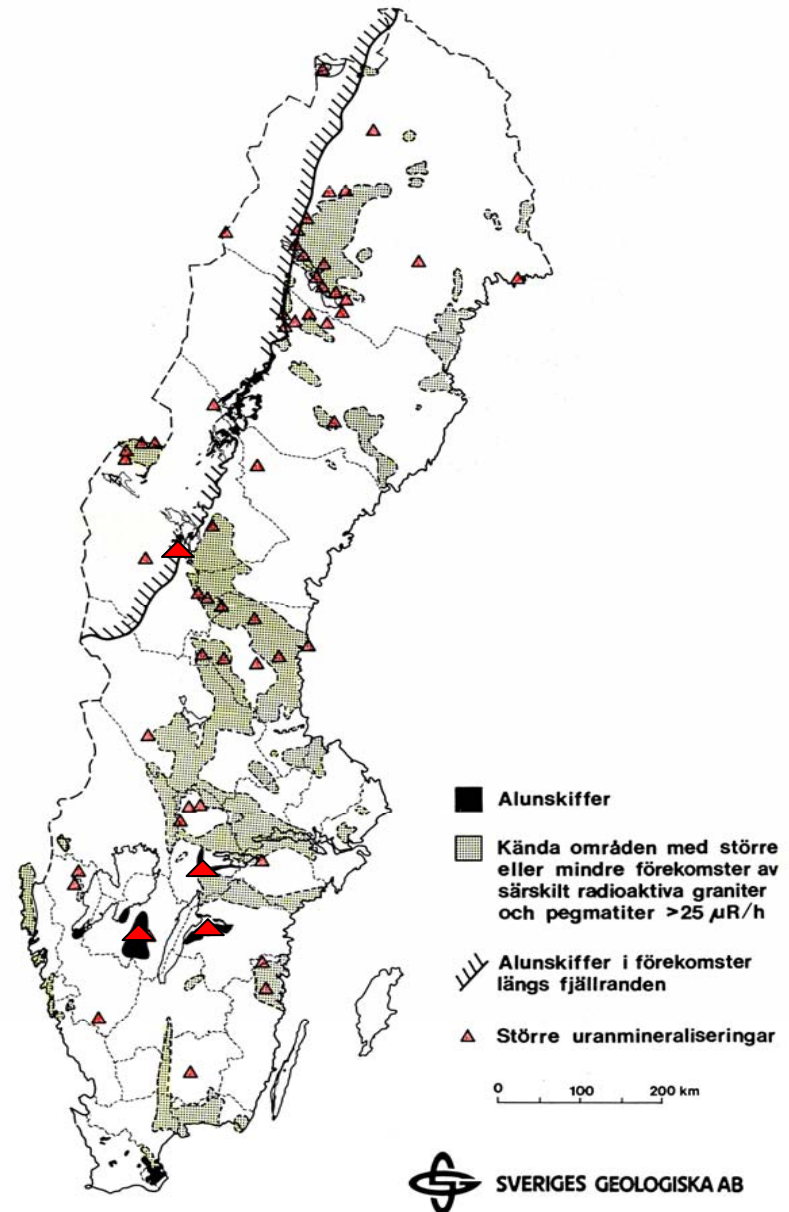 Alunskiffer
Kända områden med större
eller mindre förekomster av
särskilt radioaktiva graniter
och pegmatiter >25 µR/h
Alunskiffer i förekomster
längs fjällranden
Större uranmineraliseringar
0 100 200 km
SVERIGES GEOLOGISKA AB